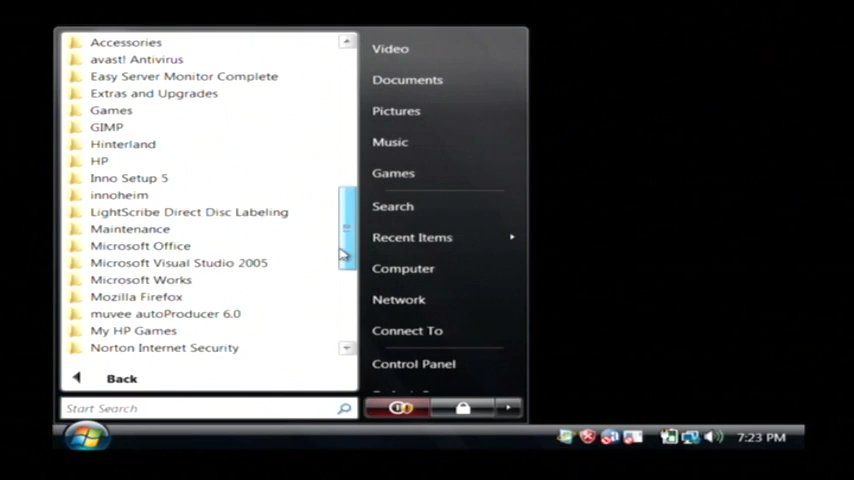 Accessories
avast! Antivirus
Easy Server Monitor Complete
Extras and Upgrades
Games
GIMP
Hinterland
HP
Inno Setup 5
innoheim
LightScribe Direct Disc Labeling
Maintenance
Microsoft Office
Microsoft Visual Studio 2005
Microsoft Works
Mozilla Firefox
muvee autoProducer 6.0
My HP Games
Norton Internet Security
Back
Start Search
Video
Documents
Pictures
Music
Games
Search
Recent Items
Computer
Network
Connect To
Control Panel
7:23 PM